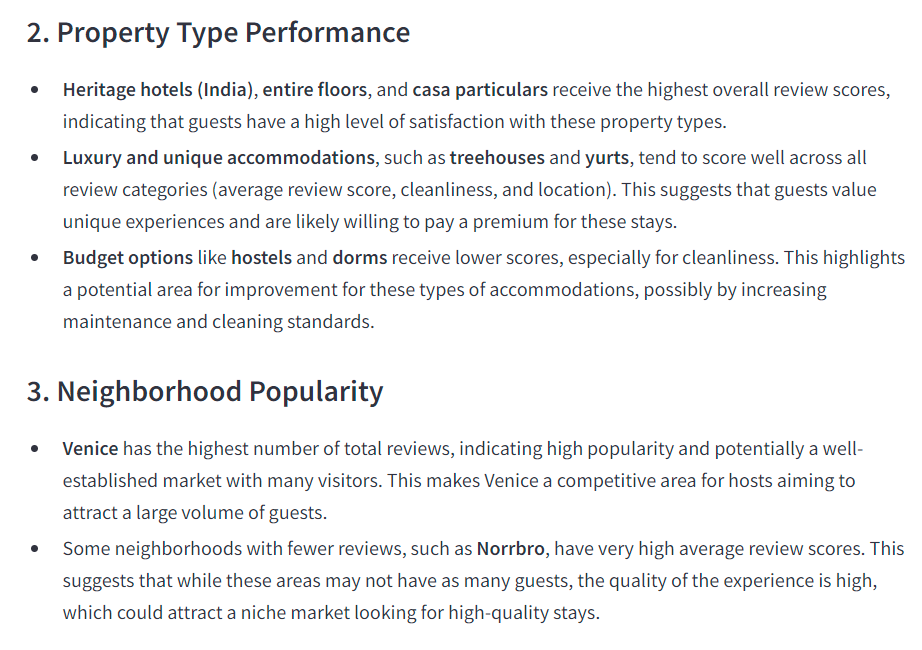 2. Property Type Performance
• Heritage hotels (India), entire floors, and casa particulars receive the highest overall review scores,
indicating that guests have a high level of satisfaction with these property types.
• Luxury and unique accommodations, such as treehouses and yurts, tend to score well across all
review categories (average review score, cleanliness, and location). This suggests that guests value
unique experiences and are likely willing to pay a premium for these stays.
• Budget options like hostels and dorms receive lower scores, especially for cleanliness. This highlights
a potential area for improvement for these types of accommodations, possibly by increasing
maintenance and cleaning standards.
3. Neighborhood Popularity
• Venice has the highest number of total reviews, indicating high popularity and potentially a well-
established market with many visitors. This makes Venice a competitive area for hosts aiming to
attract a large volume of guests.
• Some neighborhoods with fewer reviews, such as Norrbro, have very high average review scores. This
suggests that while these areas may not have as many guests, the quality of the experience is high,
which could attract a niche market looking for high-quality stays.